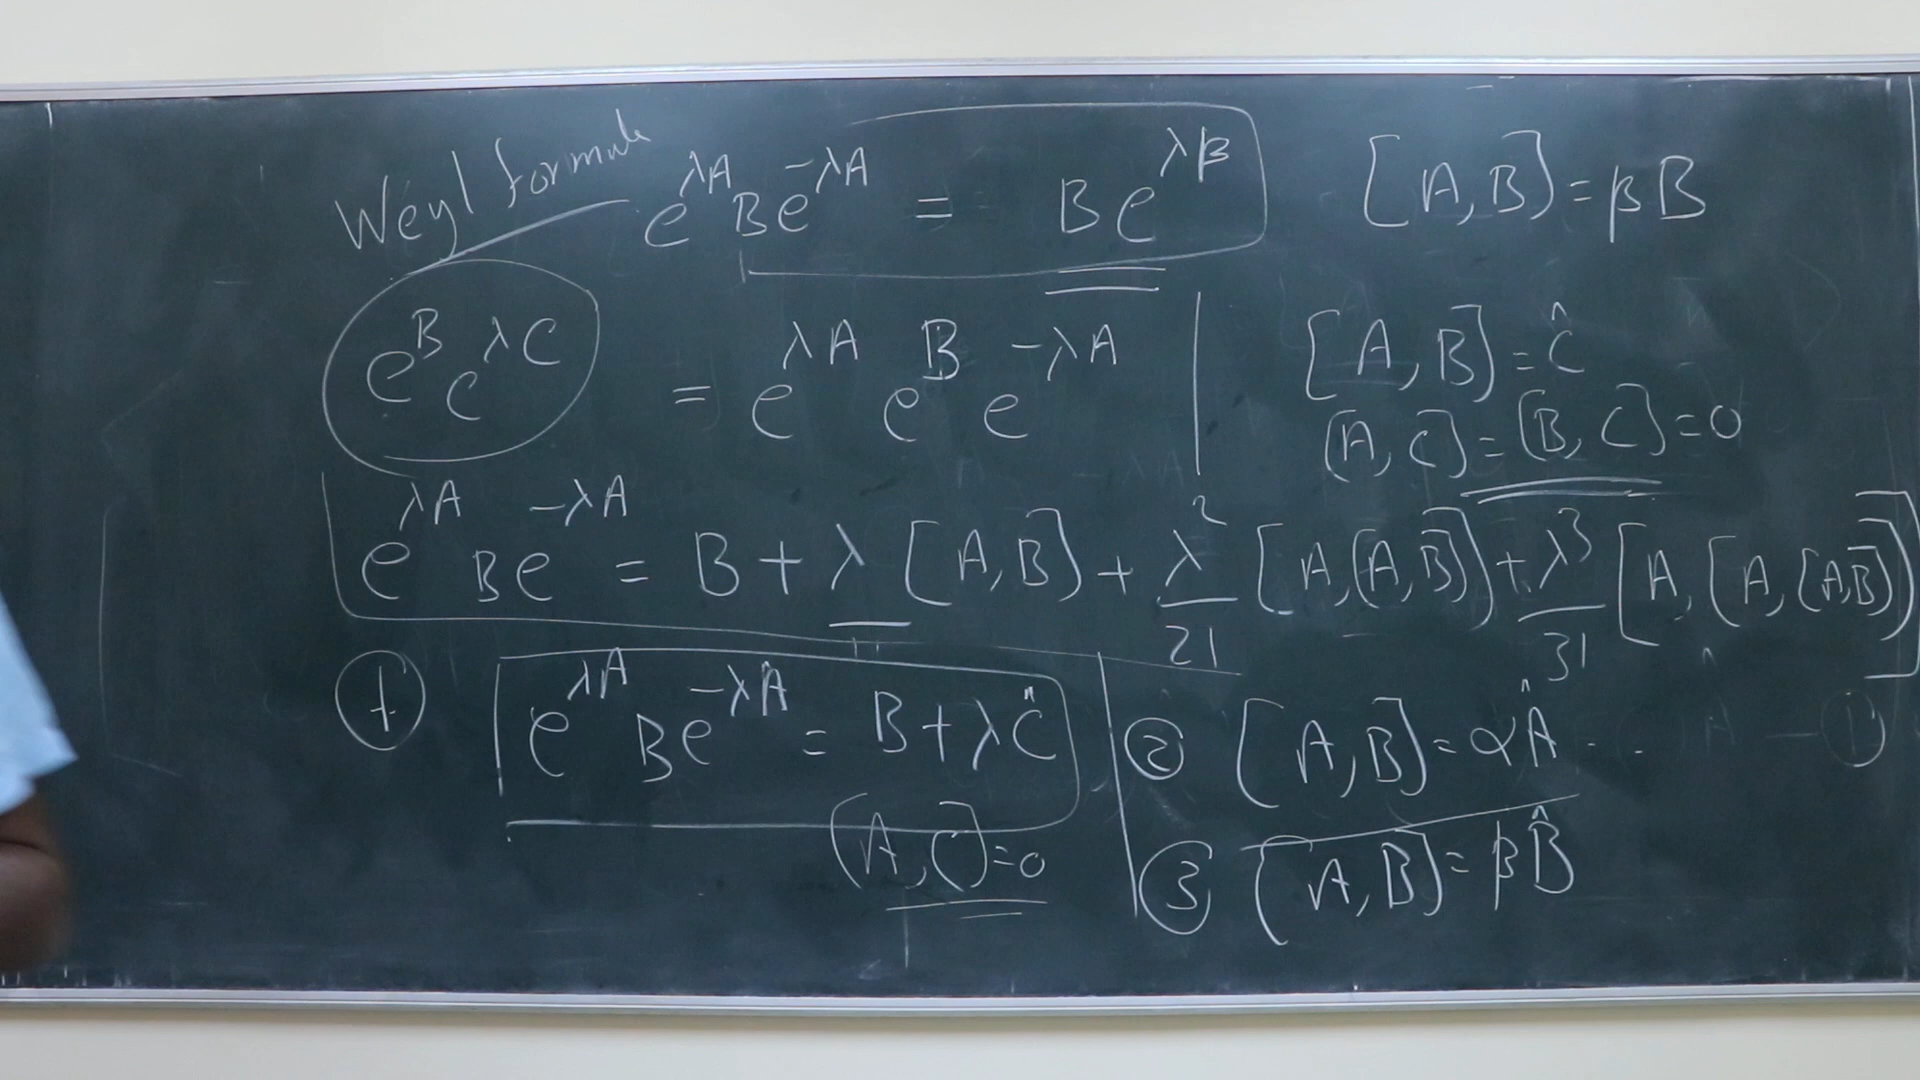 Weyl formula e^{λA} B e^{-λA} = B e^{λβ} [A,B) = βB
e^B e^{λC} = e^{λA} e^B e^{-λA} [A,B] = Ĉ
[A,C] = [B,C] = 0
e^{λA} B e^{-λA} = B + λ [A,B] + λ²/2! [A,(A,B)] + λ³/3! [A,(A,(A,B))]
① e^{λA} B e^{-λA} = B + λĈ ② [A,B] = αÂ
(A,C] = 0 ③ [A,B] = βB̂